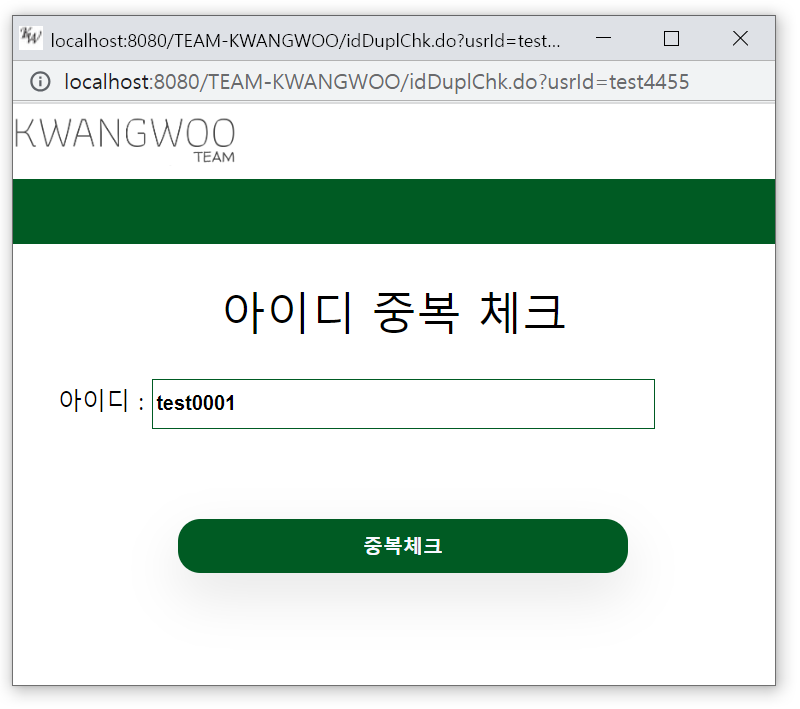 KW localhost:8080/TEAM-KWANGWOO/idDuplChk.do?usrId=test...
localhost:8080/TEAM-KWANGWOO/idDuplChk.do?usrId=test4455
KWANGWOO
TEAM
아이디 중복 체크
아이디 : test0001
중복체크